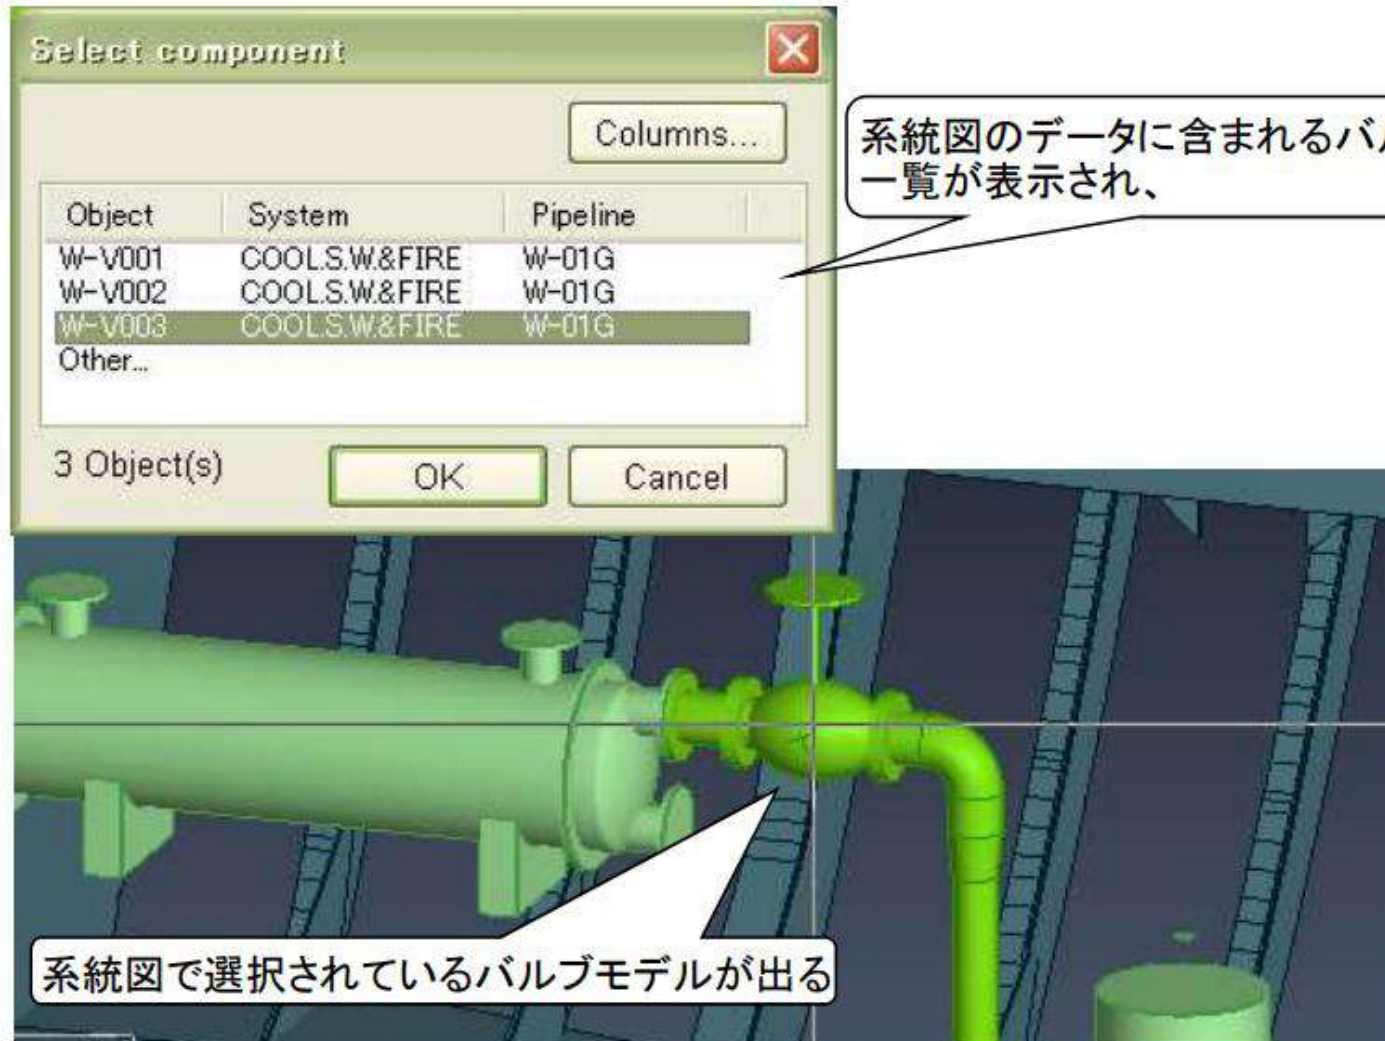 Select component
Columns...
系統図のデータに含まれるバ
一覧が表示され、
Object System Pipeline
W-V001 COOL.S.W.&FIRE W-01G
W-V002 COOL.S.W.&FIRE W-01G
W-V003 COOL.S.W.&FIRE W-01G
Other...
3 Object(s) OK Cancel
系統図で選択されているバルブモデルが出る